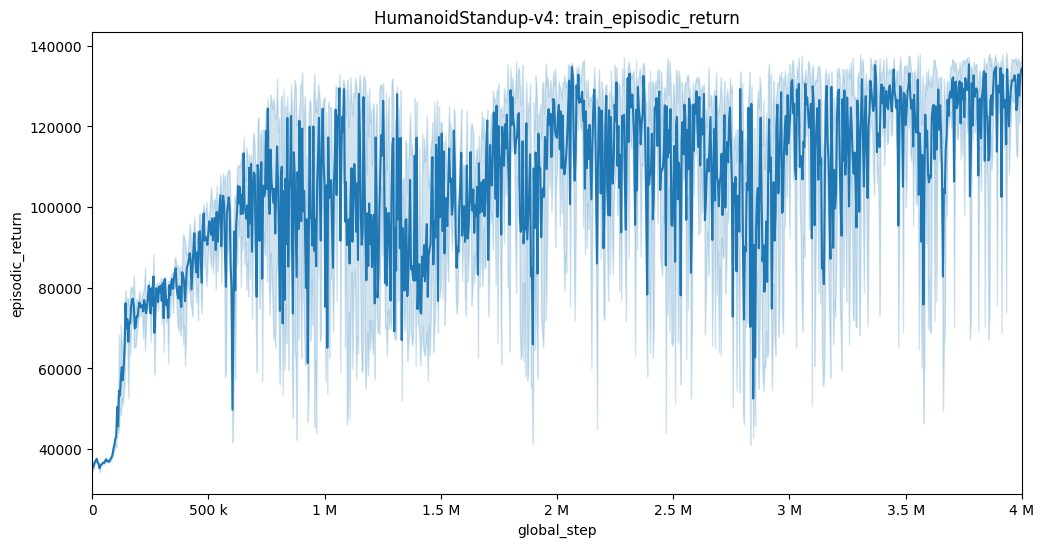 HumanoidStandup-v4: train_episodic_return
140000
120000
100000
80000
60000
40000
episodic_return
0
500 k
1 M
1.5 M
2 M
2.5 M
3 M
3.5 M
4 M
global_step